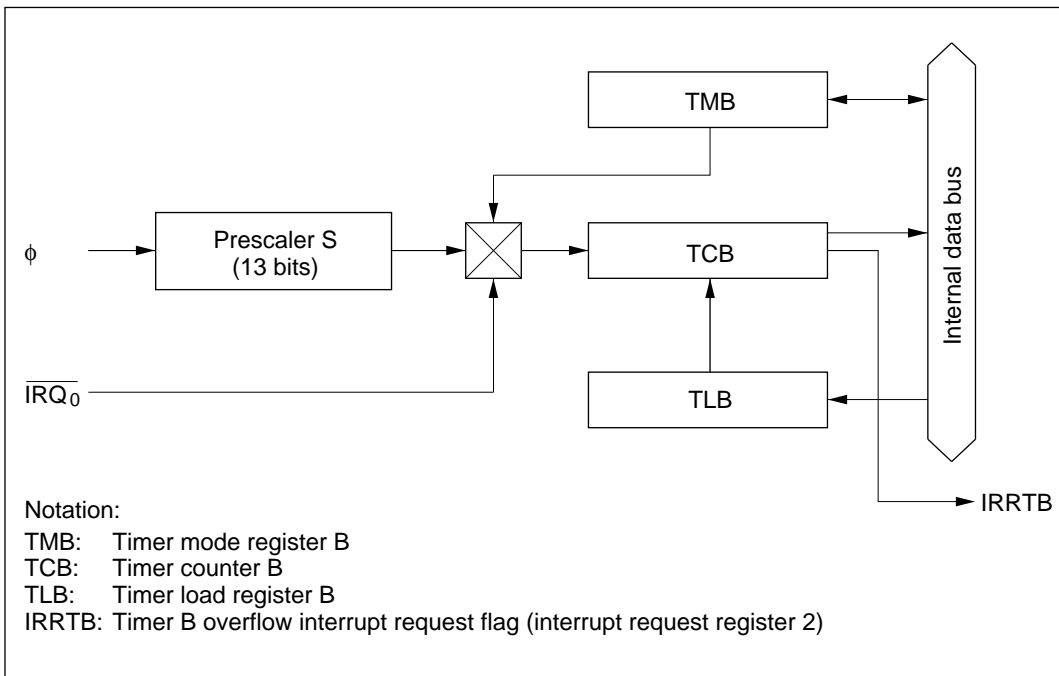 TMB
Internal data bus
ϕ
Prescaler S
(13 bits)
TCB
I̅R̅Q̅₀
TLB
IRRTB
Notation:
TMB: Timer mode register B
TCB: Timer counter B
TLB: Timer load register B
IRRTB: Timer B overflow interrupt request flag (interrupt request register 2)